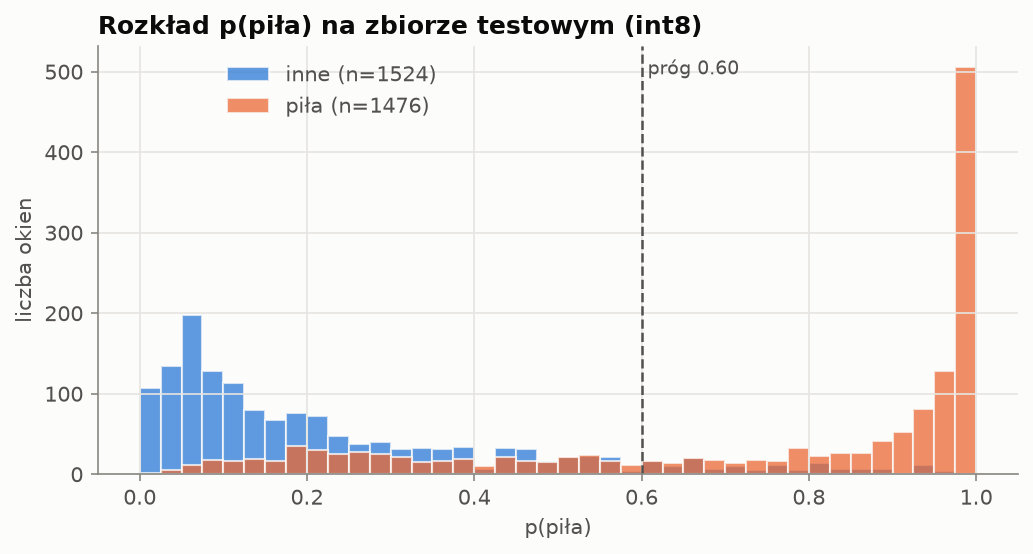 Rozkład p(piła) na zbiorze testowym (int8)
inne (n=1524)
piła (n=1476)
próg 0.60
500
400
300
200
100
0
liczba okien
0.0 0.2 0.4 0.6 0.8 1.0
p(piła)